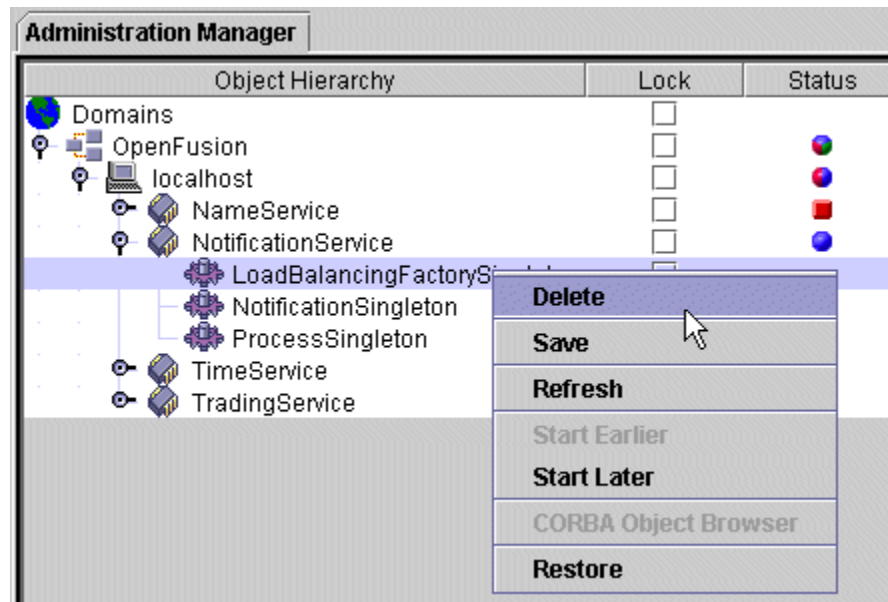 Administration Manager
Object Hierarchy Lock Status
Domains
OpenFusion
localhost
NameService
NotificationService
NotificationSingleton
ProcessSingleton
TimeService
TradingService
Delete
Save
Refresh
Start Earlier
Start Later
CORBA Object Browser
Restore